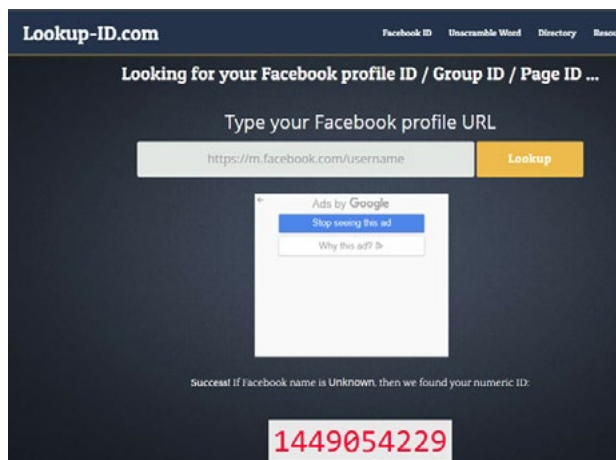 Lookup-ID.com
Facebook ID Unscramble Word Directory
Looking for your Facebook profile ID / Group ID / Page ID ...
Type your Facebook profile URL
https://m.facebook.com/username Lookup
Ads by Google
Stop seeing this ad
Why this ad?
Success! If Facebook name is Unknown, then we found your numeric ID:
1449054229